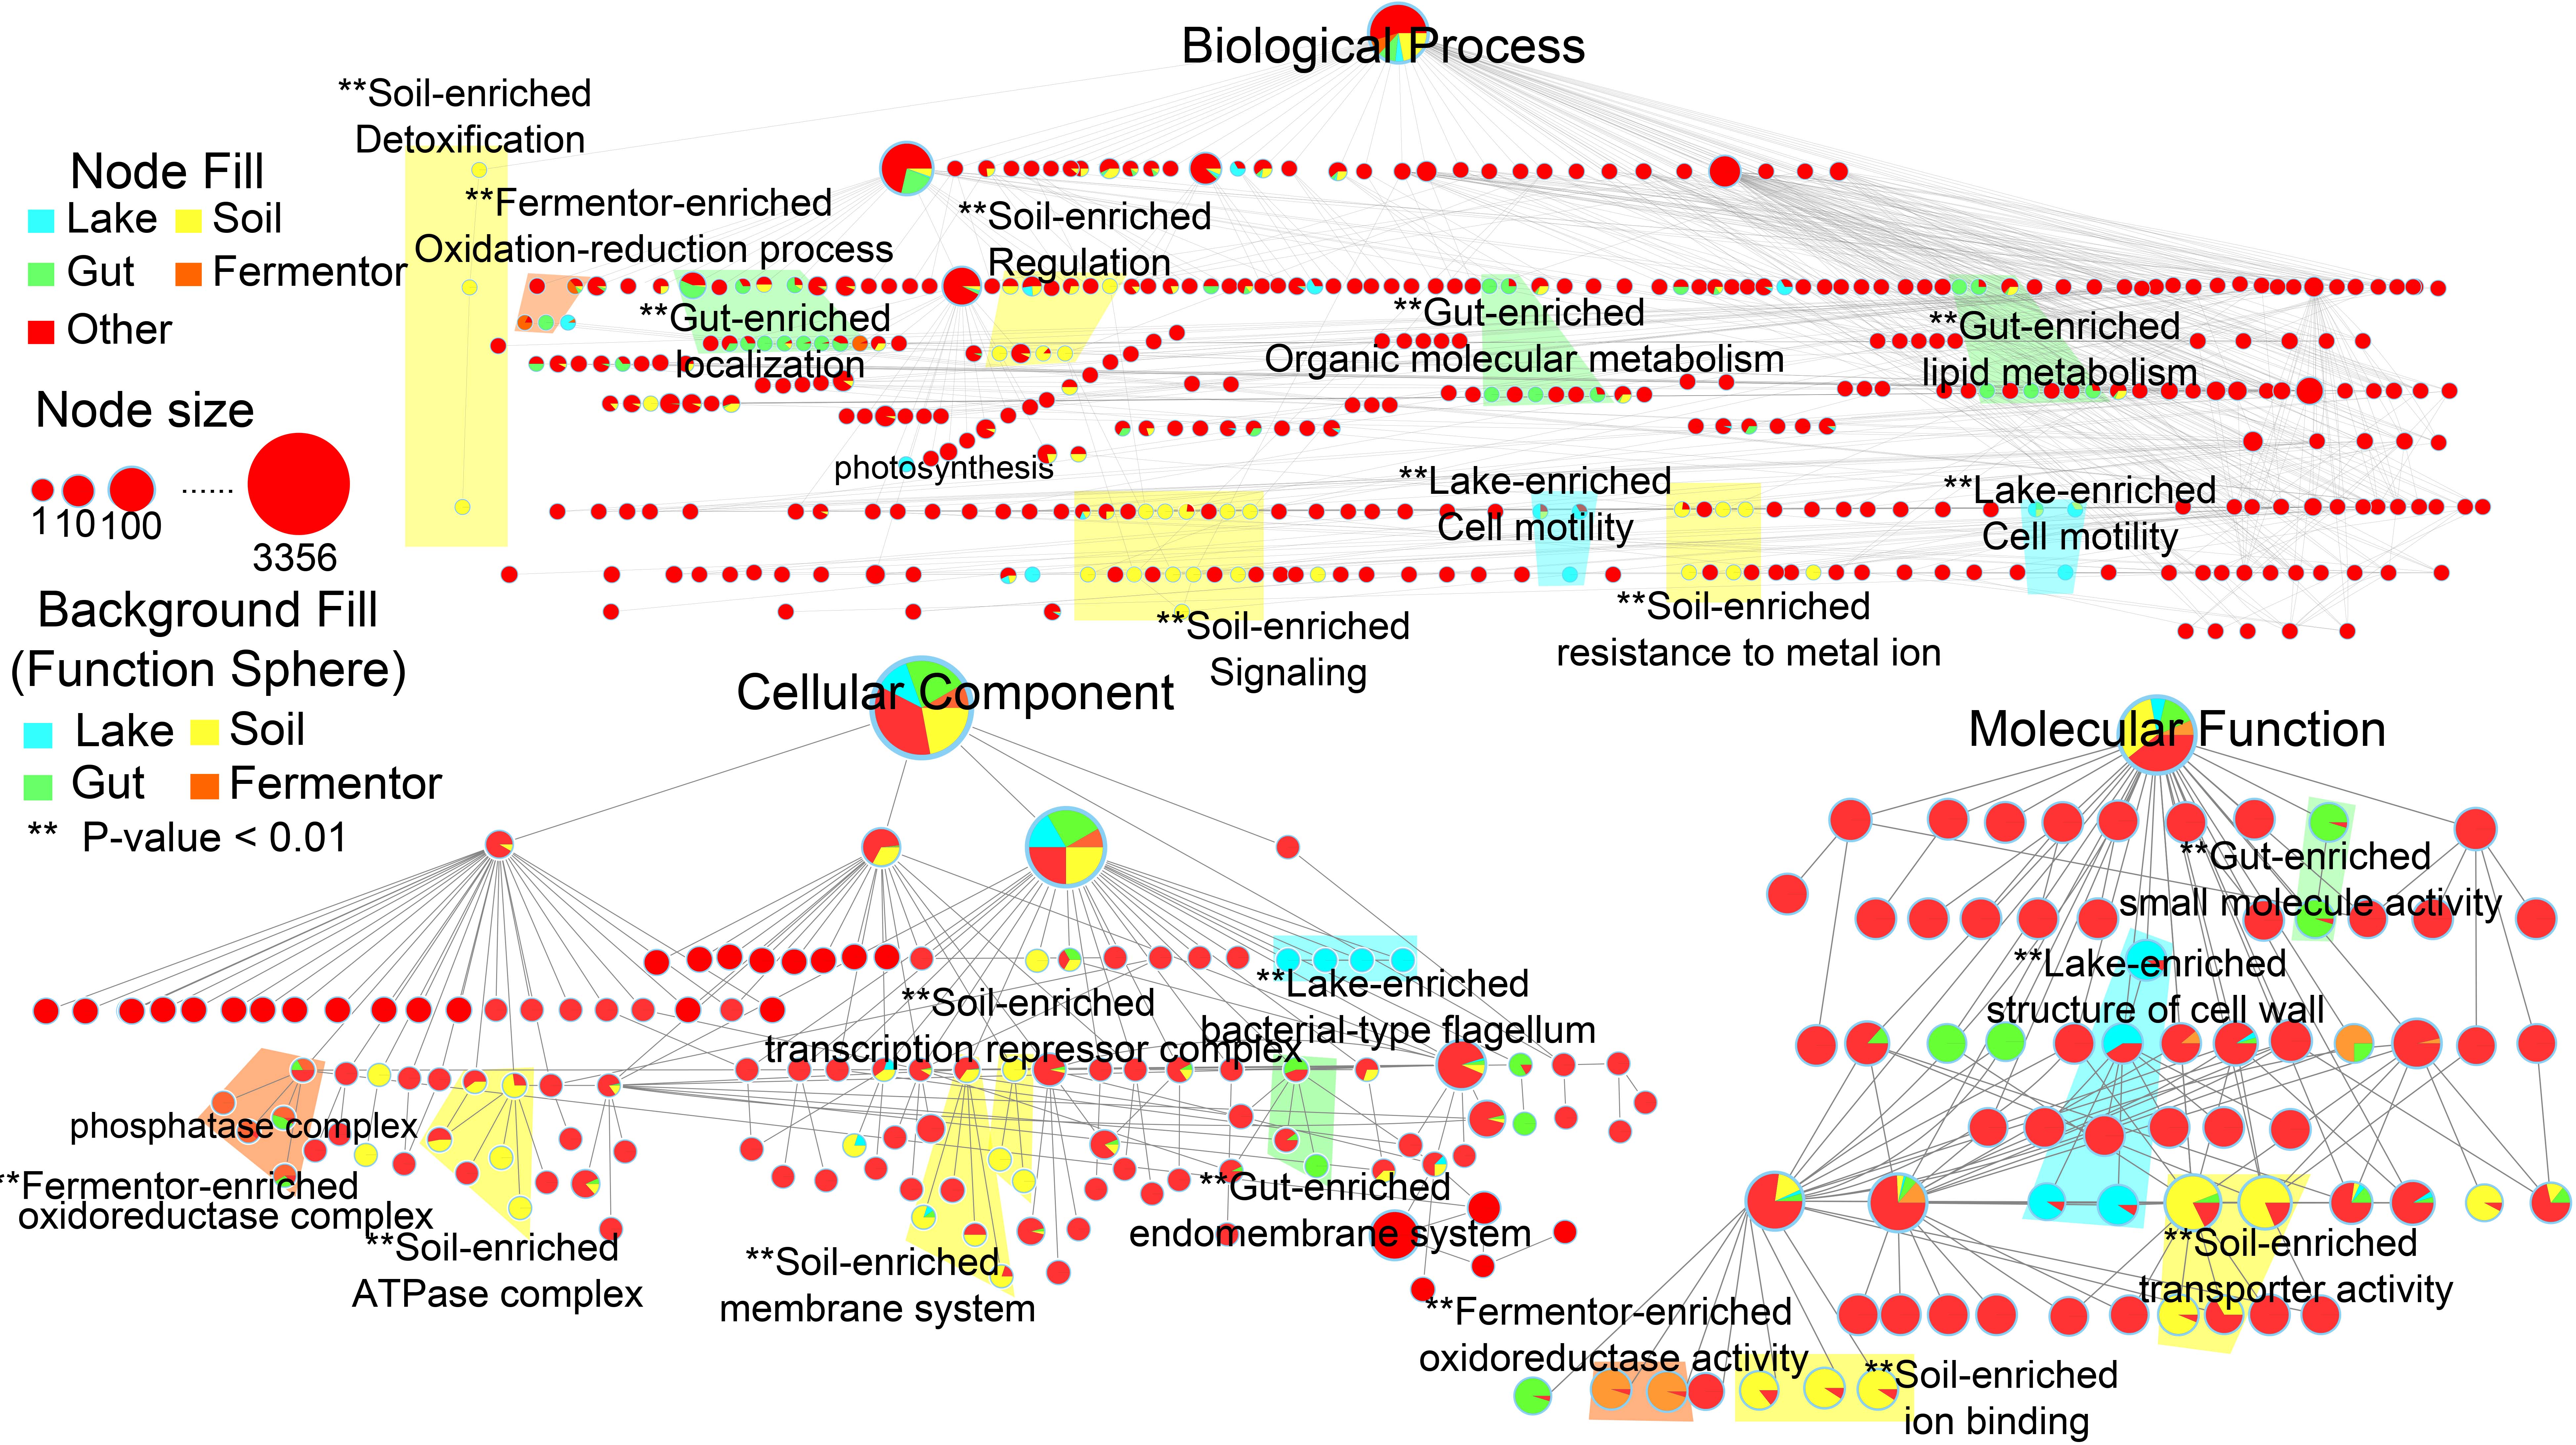 Biological Process
**Soil-enriched
Detoxification
Node Fill
Lake
Soil
Gut
Fermentor
Other
**Fermentor-enriched
Oxidation-reduction process
**Soil-enriched
Regulation
**Gut-enriched
localization
**Gut-enriched
Organic molecular metabolism
**Gut-enriched
lipid metabolism
Node size
1
10
100
......
3356
photosynthesis
**Lake-enriched
Cell motility
**Lake-enriched
Cell motility
**Soil-enriched
Signaling
**Soil-enriched
resistance to metal ion
Background Fill
(Function Sphere)
Lake
Soil
Gut
Fermentor
** P-value < 0.01
Cellular Component
Molecular Function
**Gut-enriched
small molecule activity
**Lake-enriched
structure of cell wall
**Lake-enriched
bacterial-type flagellum
**Soil-enriched
transcription repressor complex
phosphatase complex
**Fermentor-enriched
oxidoreductase complex
**Soil-enriched
ATPase complex
**Soil-enriched
membrane system
**Gut-enriched
endomembrane system
**Soil-enriched
transporter activity
**Fermentor-enriched
oxidoreductase activity
**Soil-enriched
ion binding